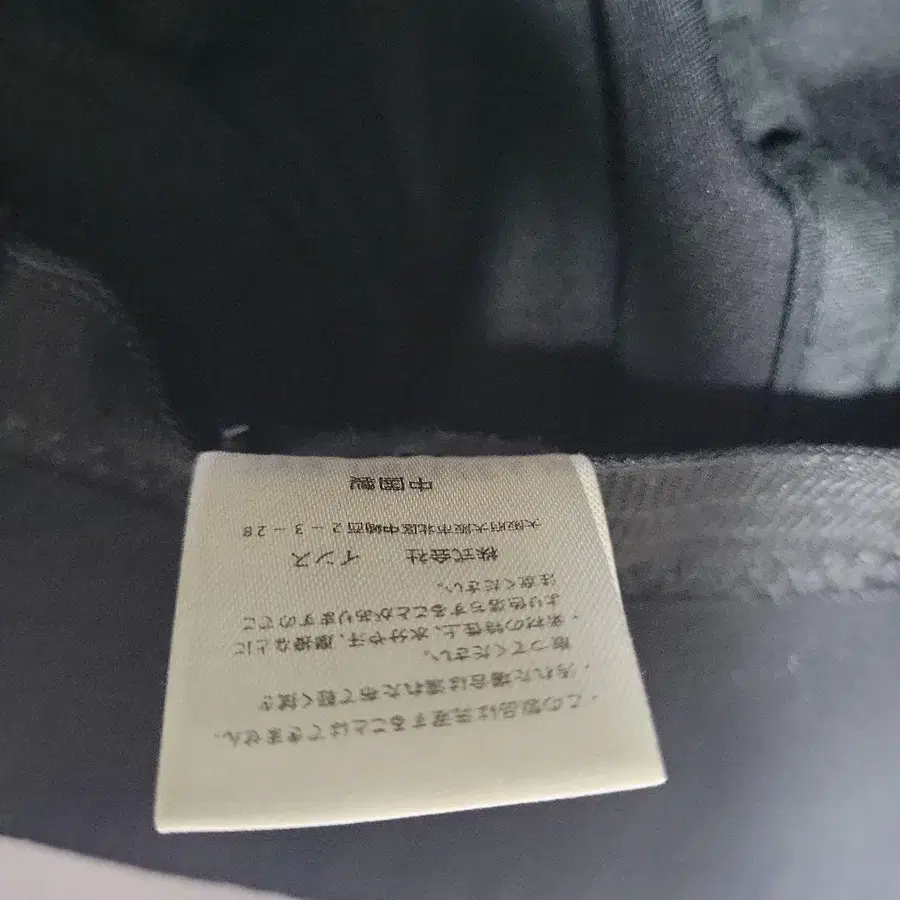 ・この製品は洗濯することはできません。
・汚れた場合は濡れた布で軽く拭き
取ってください。
・素材の特性上、水分や汗、摩擦などに
より色落ちすることがありますのでご
注意ください。
株式会社 インス
大阪府大阪市北区中崎西2-3-28
中国製